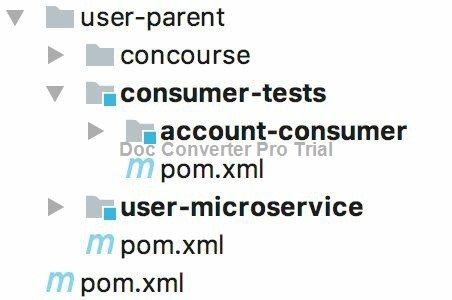 user-parent
concourse
consumer-tests
account-consumer
Doc Converter Pro Trial
m pom.xml
user-microservice
m pom.xml
m pom.xml